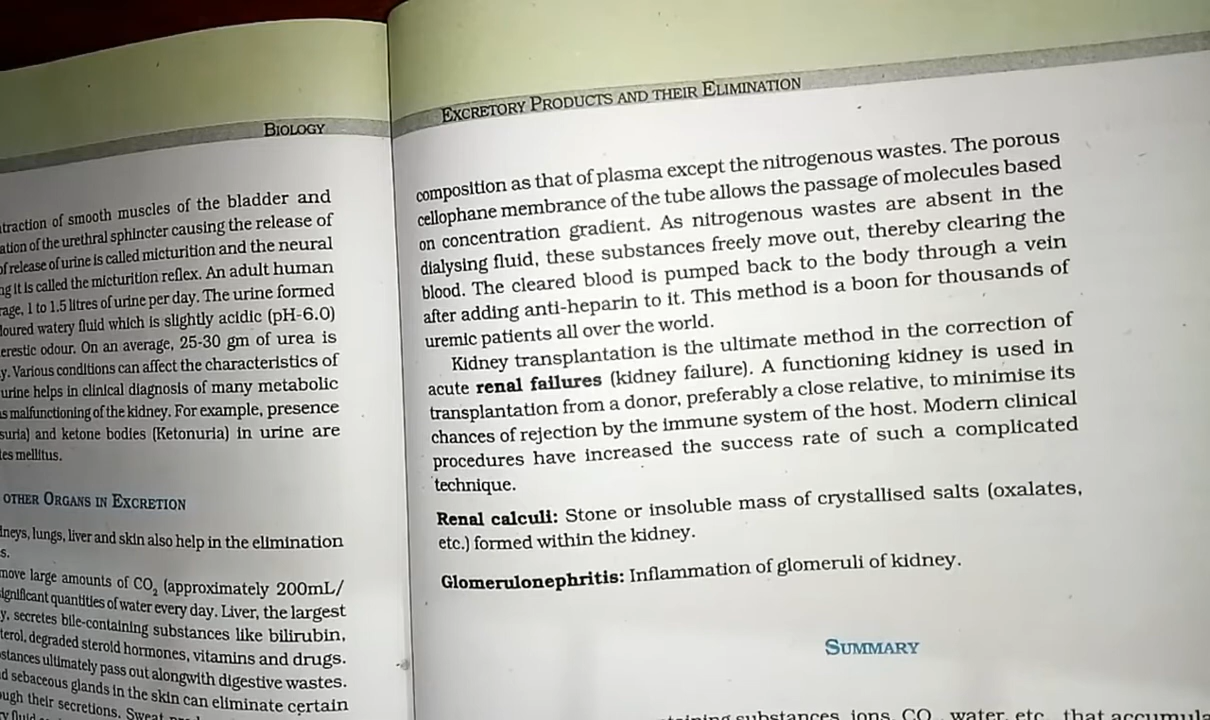 BIOLOGY
traction of smooth muscles of the bladder and
ation of the urethral sphincter causing the release of
of release of urine is called micturition and the neural
ng it is called the micturition reflex. An adult human
rage, 1 to 1.5 litres of urine per day. The urine formed
loured watery fluid which is slightly acidic (pH-6.0)
erestic odour. On an average, 25-30 gm of urea is
y. Various conditions can affect the characteristics of
urine helps in clinical diagnosis of many metabolic
as malfunctioning of the kidney. For example, presence
suria) and ketone bodies (Ketonuria) in urine are
tes mellitus.
OTHER ORGANS IN EXCRETION
dneys, lungs, liver and skin also help in the elimination
s.
move large amounts of CO₂ (approximately 200mL/
significant quantities of water every day. Liver, the largest
y, secretes bile-containing substances like bilirubin,
terol, degraded steroid hormones, vitamins and drugs.
stances ultimately pass out alongwith digestive wastes.
d sebaceous glands in the skin can eliminate certain
ough their secretions. Sweat
ry fluid
EXCRETORY PRODUCTS AND THEIR ELIMINATION
composition as that of plasma except the nitrogenous wastes. The porous
cellophane membrance of the tube allows the passage of molecules based
on concentration gradient. As nitrogenous wastes are absent in the
dialysing fluid, these substances freely move out, thereby clearing the
blood. The cleared blood is pumped back to the body through a vein
after adding anti-heparin to it. This method is a boon for thousands of
uremic patients all over the world.
Kidney transplantation is the ultimate method in the correction of
acute renal failures (kidney failure). A functioning kidney is used in
transplantation from a donor, preferably a close relative, to minimise its
chances of rejection by the immune system of the host. Modern clinical
procedures have increased the success rate of such a complicated
technique.
Renal calculi: Stone or insoluble mass of crystallised salts (oxalates,
etc.) formed within the kidney.
Glomerulonephritis: Inflammation of glomeruli of kidney.
SUMMARY
substances, ions, CO₂, water, etc., that accumula